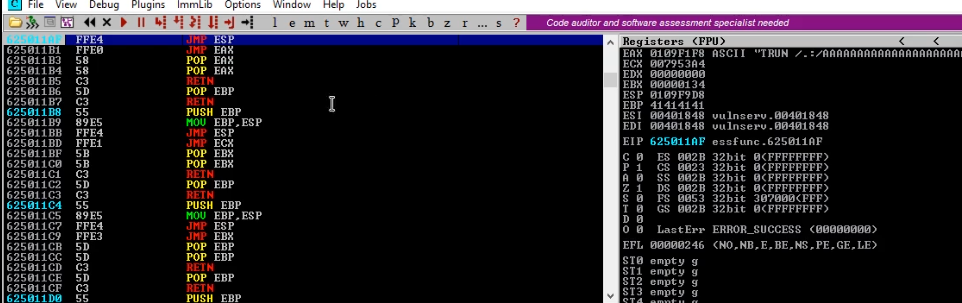 C File View Debug Plugins ImmLib Options Window Help Jobs
l e m t w h c P k b z r ... s ?
Code auditor and software assessment specialist needed
625011AF FFE4 JMP ESP
625011B1 FFE0 JMP EAX
625011B3 58 POP EAX
625011B4 58 POP EAX
625011B5 C3 RETN
625011B6 5D POP EBP
625011B7 C3 RETN
625011B8 55 PUSH EBP
625011B9 89E5 MOV EBP,ESP
625011BB FFE4 JMP ESP
625011BD FFE1 JMP ECX
625011BF 5B POP EBX
625011C0 5B POP EBX
625011C1 C3 RETN
625011C2 5D POP EBP
625011C3 C3 RETN
625011C4 55 PUSH EBP
625011C5 89E5 MOV EBP,ESP
625011C7 FFE4 JMP ESP
625011C9 FFE3 JMP EBX
625011CB 5D POP EBP
625011CC 5D POP EBP
625011CD C3 RETN
625011CE 5D POP EBP
625011CF C3 RETN
625011D0 55 PUSH EBP
Registers (FPU) < <
EAX 0109F1F8 ASCII "TRUN /.:/AAAAAAAAAAAAAAAAAAAAA
ECX 007953A4
EDX 00000000
EBX 00000134
ESP 0109F9D8
EBP 41414141
ESI 00401848 vulnserv.00401848
EDI 00401848 vulnserv.00401848
EIP 625011AF essfunc.625011AF
C 0 ES 002B 32bit 0(FFFFFFFF)
P 1 CS 0023 32bit 0(FFFFFFFF)
A 0 SS 002B 32bit 0(FFFFFFFF)
Z 1 DS 002B 32bit 0(FFFFFFFF)
S 0 FS 0053 32bit 307000(FFF)
T 0 GS 002B 32bit 0(FFFFFFFF)
D 0
O 0 LastErr ERROR_SUCCESS (00000000)
EFL 00000246 (NO,NB,E,BE,NS,PE,GE,LE)
ST0 empty g
ST1 empty g
ST2 empty g
ST3 empty g
ST4 empty g